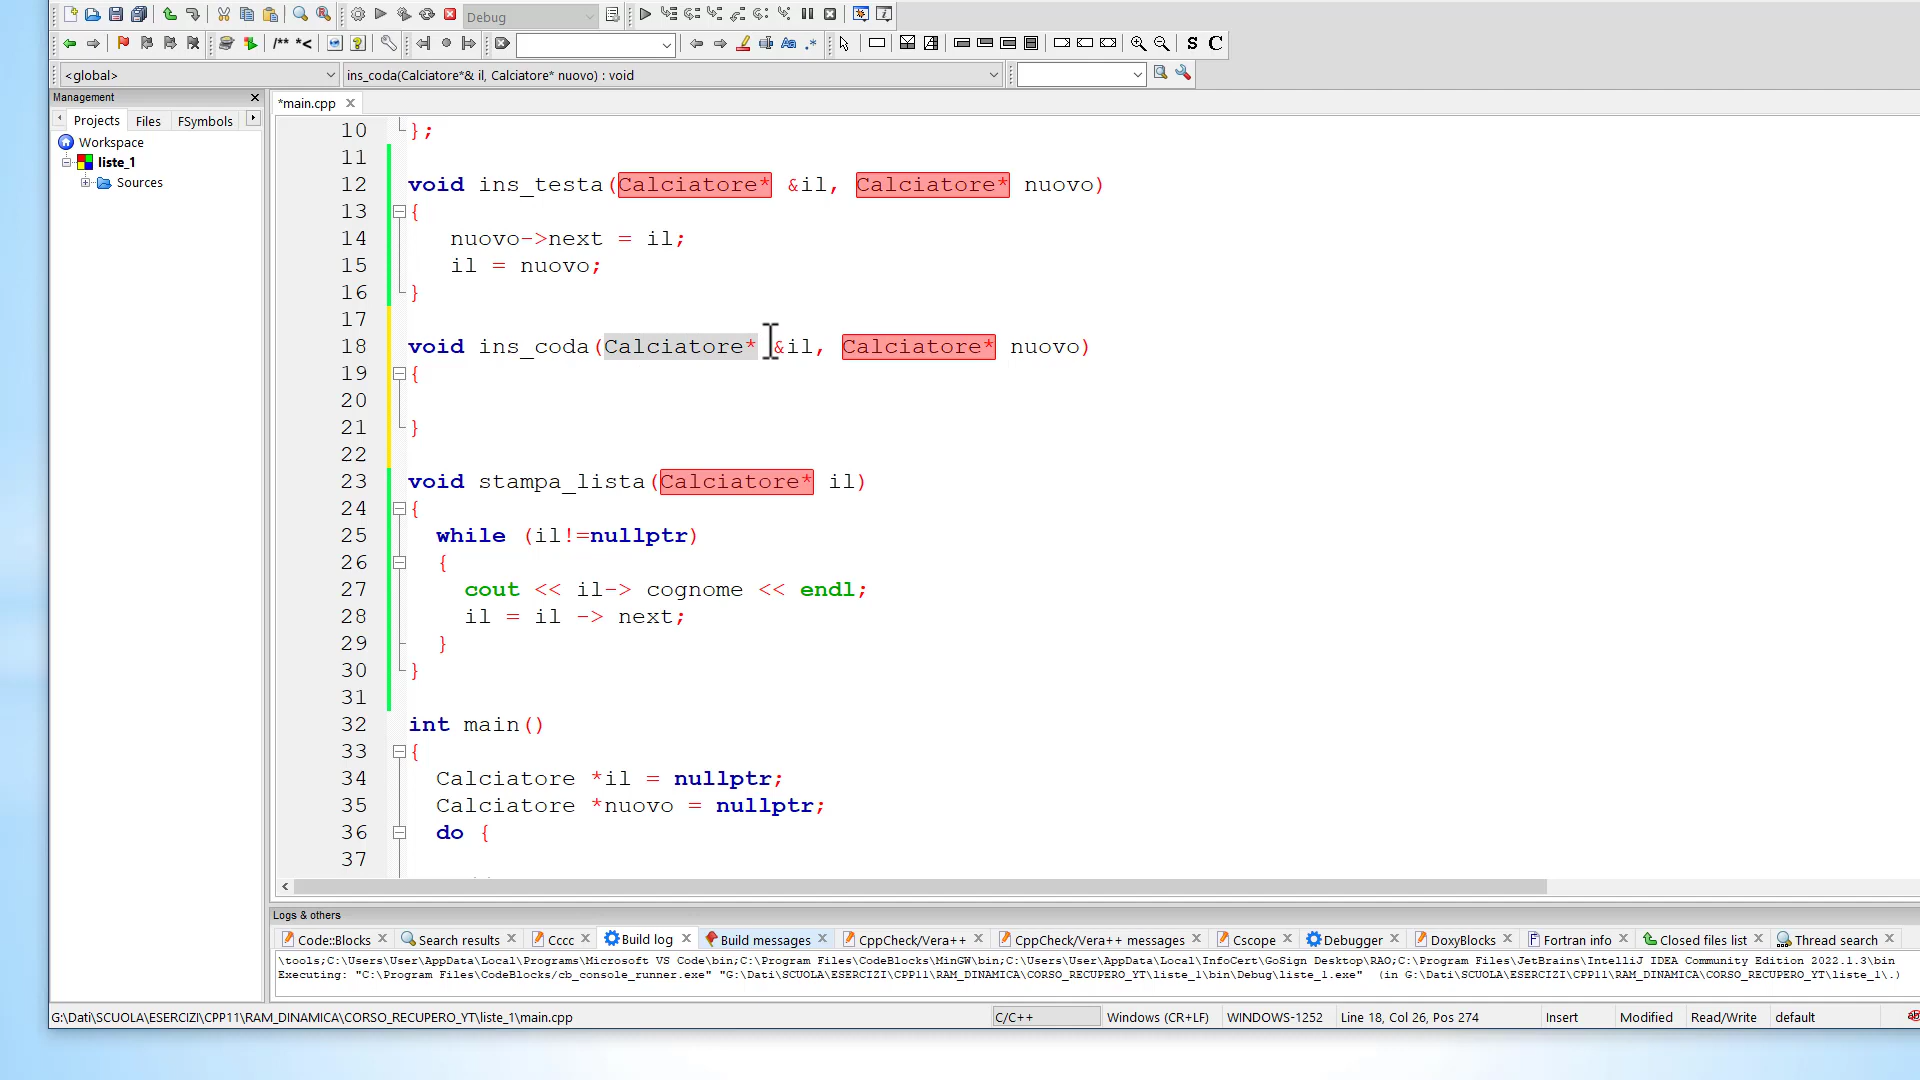 Debug
/** *<
Aa .*
S C
<global>
ins_coda(Calciatore*& il, Calciatore* nuovo) : void
Management
*main.cpp
Projects Files FSymbols
Workspace
liste_1
Sources
10 };
11
12 void ins_testa(Calciatore* &il, Calciatore* nuovo)
13 {
14 nuovo->next = il;
15 il = nuovo;
16 }
17
18 void ins_coda(Calciatore* &il, Calciatore* nuovo)
19 {
20
21 }
22
23 void stampa_lista(Calciatore* il)
24 {
25 while (il!=nullptr)
26 {
27 cout << il-> cognome << endl;
28 il = il -> next;
29 }
30 }
31
32 int main()
33 {
34 Calciatore *il = nullptr;
35 Calciatore *nuovo = nullptr;
36 do {
37
Logs & others
Code::Blocks Search results Cccc Build log Build messages CppCheck/Vera++ CppCheck/Vera++ messages Cscope Debugger DoxyBlocks Fortran info Closed files list Thread search
\tools;C:\Users\User\AppData\Local\Programs\Microsoft VS Code\bin;C:\Program Files\CodeBlocks\MinGW\bin;C:\Users\User\AppData\Local\InfoCert\GoSign Desktop\RAO;C:\Program Files\JetBrains\IntelliJ IDEA Community Edition 2022.1.3\bin
Executing: "C:\Program Files\CodeBlocks/cb_console_runner.exe" "G:\Dati\SCUOLA\ESERCIZI\CPP11\RAM_DINAMICA\CORSO_RECUPERO_YT\liste_1\bin\Debug\liste_1.exe" (in G:\Dati\SCUOLA\ESERCIZI\CPP11\RAM_DINAMICA\CORSO_RECUPERO_YT\liste_1\.)
G:\Dati\SCUOLA\ESERCIZI\CPP11\RAM_DINAMICA\CORSO_RECUPERO_YT\liste_1\main.cpp C/C++ Windows (CR+LF) WINDOWS-1252 Line 18, Col 26, Pos 274 Insert Modified Read/Write default